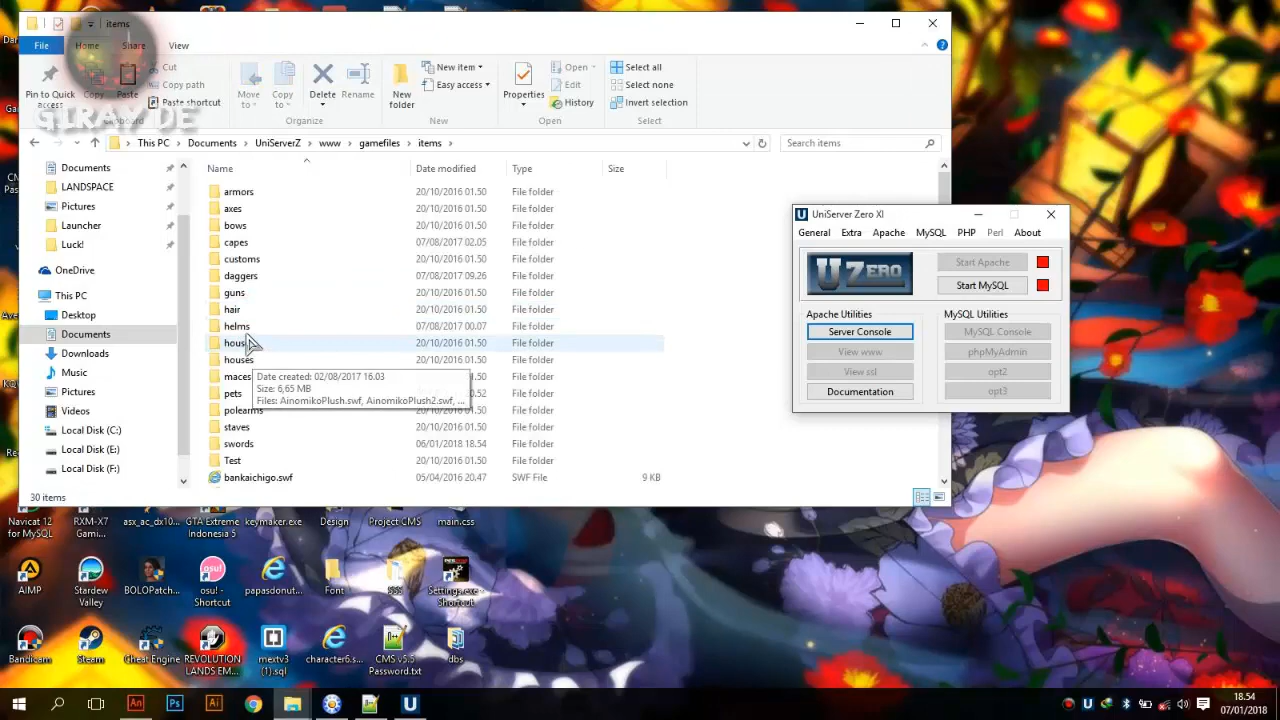 items
File Home Share View
Pin to Quick access
Copy
Paste
Cut
Copy path
Paste shortcut
Clipboard
Move to
Copy to
Delete
Rename
Organize
New folder
New item
Easy access
New
Properties
Open
Edit
History
Open
Select all
Select none
Invert selection
Select
GIRAY DE
This PC > Documents > UniServerZ > www > gamefiles > items >
Search items
Documents
LANDSPACE
Pictures
Launcher
Luck!
OneDrive
This PC
Desktop
Documents
Downloads
Music
Pictures
Videos
Local Disk (C:)
Local Disk (E:)
Local Disk (F:)
Name Date modified Type Size
armors 20/10/2016 01.50 File folder
axes 20/10/2016 01.50 File folder
bows 20/10/2016 01.50 File folder
capes 07/08/2017 02.05 File folder
customs 20/10/2016 01.50 File folder
daggers 07/08/2017 09.26 File folder
guns 20/10/2016 01.50 File folder
hair 20/10/2016 01.50 File folder
helms 07/08/2017 00.07 File folder
20/10/2016 01.50 File folder
houses 20/10/2016 01.50 File folder
maces File folder
pets File folder
polearms File folder
staves 20/10/2016 01.50 File folder
swords 06/01/2018 18.54 File folder
Test 20/10/2016 01.50 File folder
bankaichigo.swf 05/04/2016 20.47 SWF File 9 KB
Date created: 02/08/2017 16.03
Size: 6,65 MB
Files: AinomikoPlush.swf, AinomikoPlush2.swf, ...
30 items
UniServer Zero XI
General Extra Apache MySQL PHP Perl About
U ZERO
Start Apache
Start MySQL
Apache Utilities
Server Console
View www
View ssl
Documentation
MySQL Utilities
MySQL Console
phpMyAdmin
opt2
opt3
Navicat 12 for MySQL
RXM-X7 Gami...
asx_ac_dx10...
GTA Extreme Indonesia 5
keymaker.exe
Design
Project CMS
main.css
AIMP
Stardew Valley
BOLOPatch...
osu! - Shortcut
papasdonut...
Font
SSS
Settings.exe - Shortcut
Bandicam
Steam
Cheat Engine
REVOLUTION LANDS EM...
mextv3 (1).sql
character6.s...
CMS v5.5 Password.txt
dbs
18.54
07/01/2018